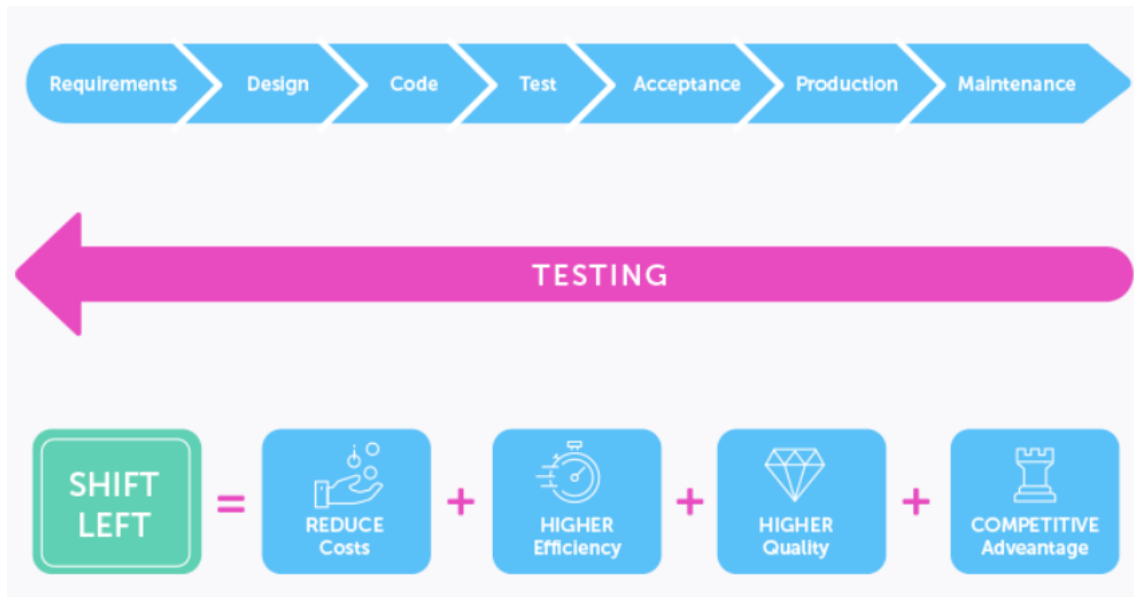 Requirements Design Code Test Acceptance Production Maintenance
TESTING
SHIFT
LEFT
=
REDUCE
Costs
+
HIGHER
Efficiency
+
HIGHER
Quality
+
COMPETITIVE
Adveantage